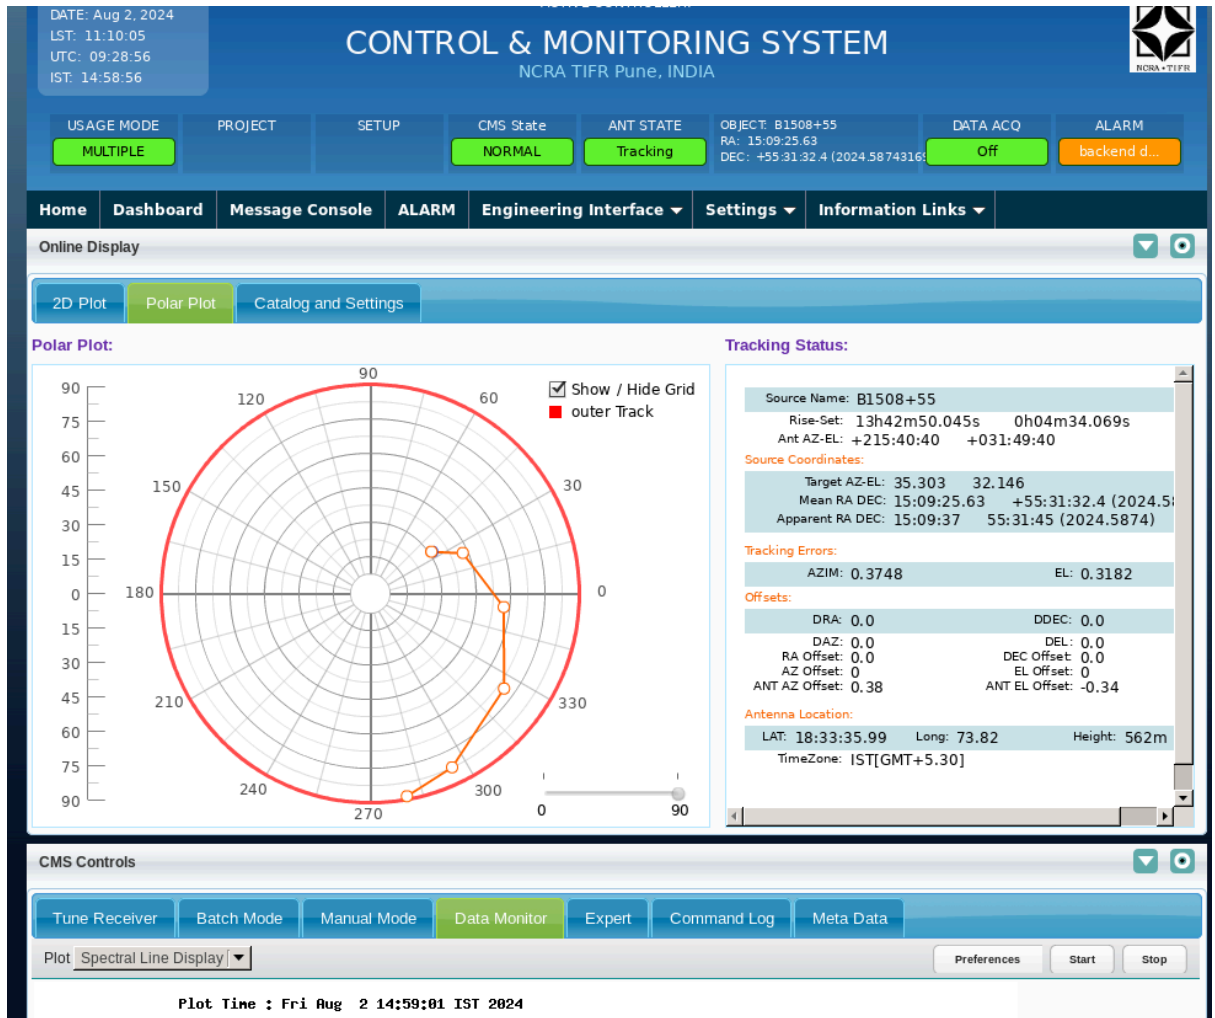 DATE: Aug 2, 2024
LST: 11:10:05
UTC: 09:28:56
IST: 14:58:56
CONTROL & MONITORING SYSTEM
NCRA TIFR Pune, INDIA
NCRA•TIFR
USAGE MODE
MULTIPLE
PROJECT
SETUP
CMS State
NORMAL
ANT STATE
Tracking
OBJECT: B1508+55
RA: 15:09:25.63
DEC: +55:31:32.4 (2024.5874316
DATA ACQ
Off
ALARM
backend d...
Home Dashboard Message Console ALARM Engineering Interface Settings Information Links
Online Display
2D Plot Polar Plot Catalog and Settings
Polar Plot:
90
75
60
45
30
15
0
15
30
45
60
75
90
90
120
60
150
30
180
0
210
330
240
300
270
Show / Hide Grid
outer Track
0 90
Tracking Status:
Source Name: B1508+55
Rise-Set: 13h42m50.045s 0h04m34.069s
Ant AZ-EL: +215:40:40 +031:49:40
Source Coordinates:
Target AZ-EL: 35.303 32.146
Mean RA DEC: 15:09:25.63 +55:31:32.4 (2024.5
Apparent RA DEC: 15:09:37 55:31:45 (2024.5874)
Tracking Errors:
AZIM: 0.3748 EL: 0.3182
Offsets:
DRA: 0.0 DDEC: 0.0
DAZ: 0.0 DEL: 0.0
RA Offset: 0.0 DEC Offset: 0.0
AZ Offset: 0 EL Offset: 0
ANT AZ Offset: 0.38 ANT EL Offset: -0.34
Antenna Location:
LAT: 18:33:35.99 Long: 73.82 Height: 562m
TimeZone: IST[GMT+5.30]
CMS Controls
Tune Receiver Batch Mode Manual Mode Data Monitor Expert Command Log Meta Data
Plot Spectral Line Display Preferences Start Stop
Plot Time : Fri Aug 2 14:59:01 IST 2024